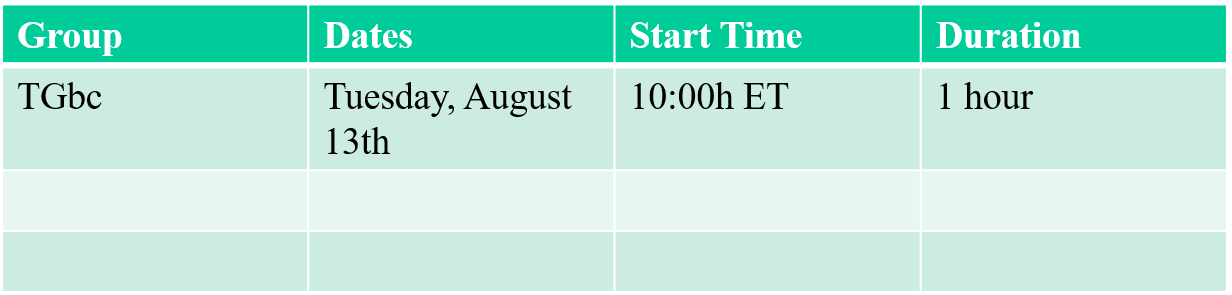 Group Dates Start Time Duration
TGbc Tuesday, August 10:00h ET 1 hour
13th